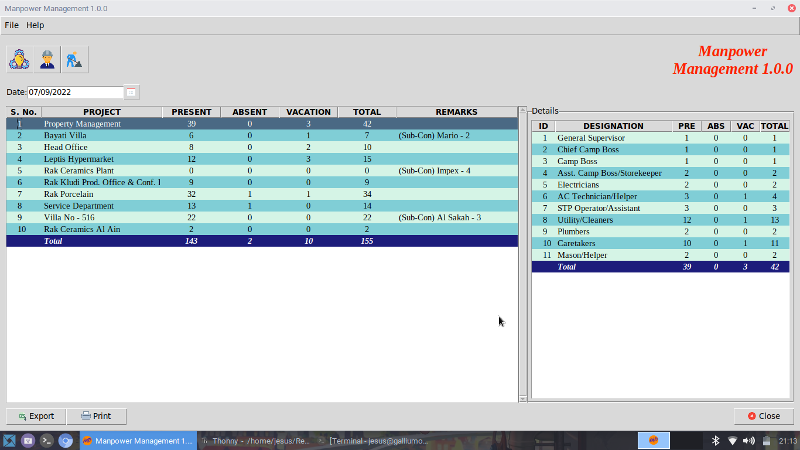 Manpower Management 1.0.0
File Help
Manpower
Management 1.0.0
Date: 07/09/2022
S. No. PROJECT PRESENT ABSENT VACATION TOTAL REMARKS
1 Property Management 39 0 3 42
2 Bayati Villa 6 0 1 7 (Sub-Con) Mario - 2
3 Head Office 8 0 2 10
4 Leptis Hypermarket 12 0 3 15
5 Rak Ceramics Plant 0 0 0 0 (Sub-Con) Impex - 4
6 Rak Kludi Prod. Office & Conf. I 9 0 0 9
7 Rak Porcelain 32 1 1 34
8 Service Department 13 1 0 14
9 Villa No - 516 22 0 0 22 (Sub-Con) Al Sakah - 3
10 Rak Ceramics Al Ain 2 0 0 2
Total 143 2 10 155
Details
ID DESIGNATION PRE ABS VAC TOTAL
1 General Supervisor 1 0 0 1
2 Chief Camp Boss 1 0 0 1
3 Camp Boss 1 0 0 1
4 Asst. Camp Boss/Storekeeper 2 0 0 2
5 Electricians 2 0 0 2
6 AC Technician/Helper 3 0 1 4
7 STP Operator/Assistant 3 0 0 3
8 Utility/Cleaners 12 0 1 13
9 Plumbers 2 0 0 2
10 Caretakers 10 0 1 11
11 Mason/Helper 2 0 0 2
Total 39 0 3 42
Export Print Close
Manpower Management 1... Thonny - /home/jesus/Re... [Terminal - jesus@galliumo... 21:13